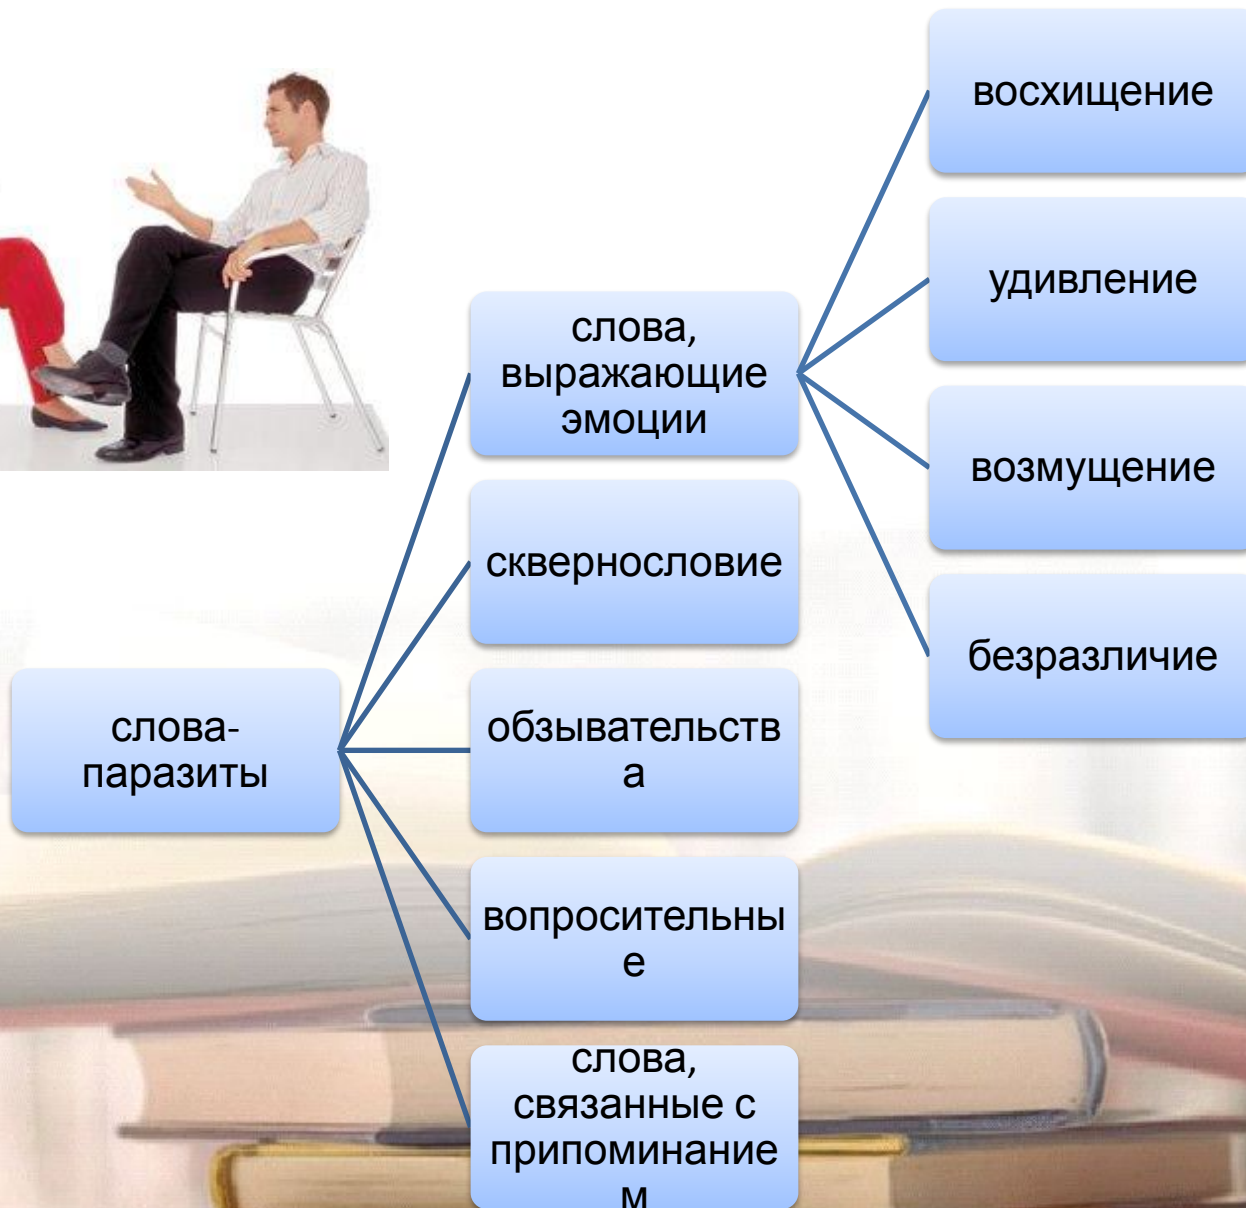 слова-
паразиты
слова,
выражающие
эмоции
сквернословие
обзывательств
а
вопросительны
е
слова,
связанные с
припоминание
м
восхищение
удивление
возмущение
безразличие